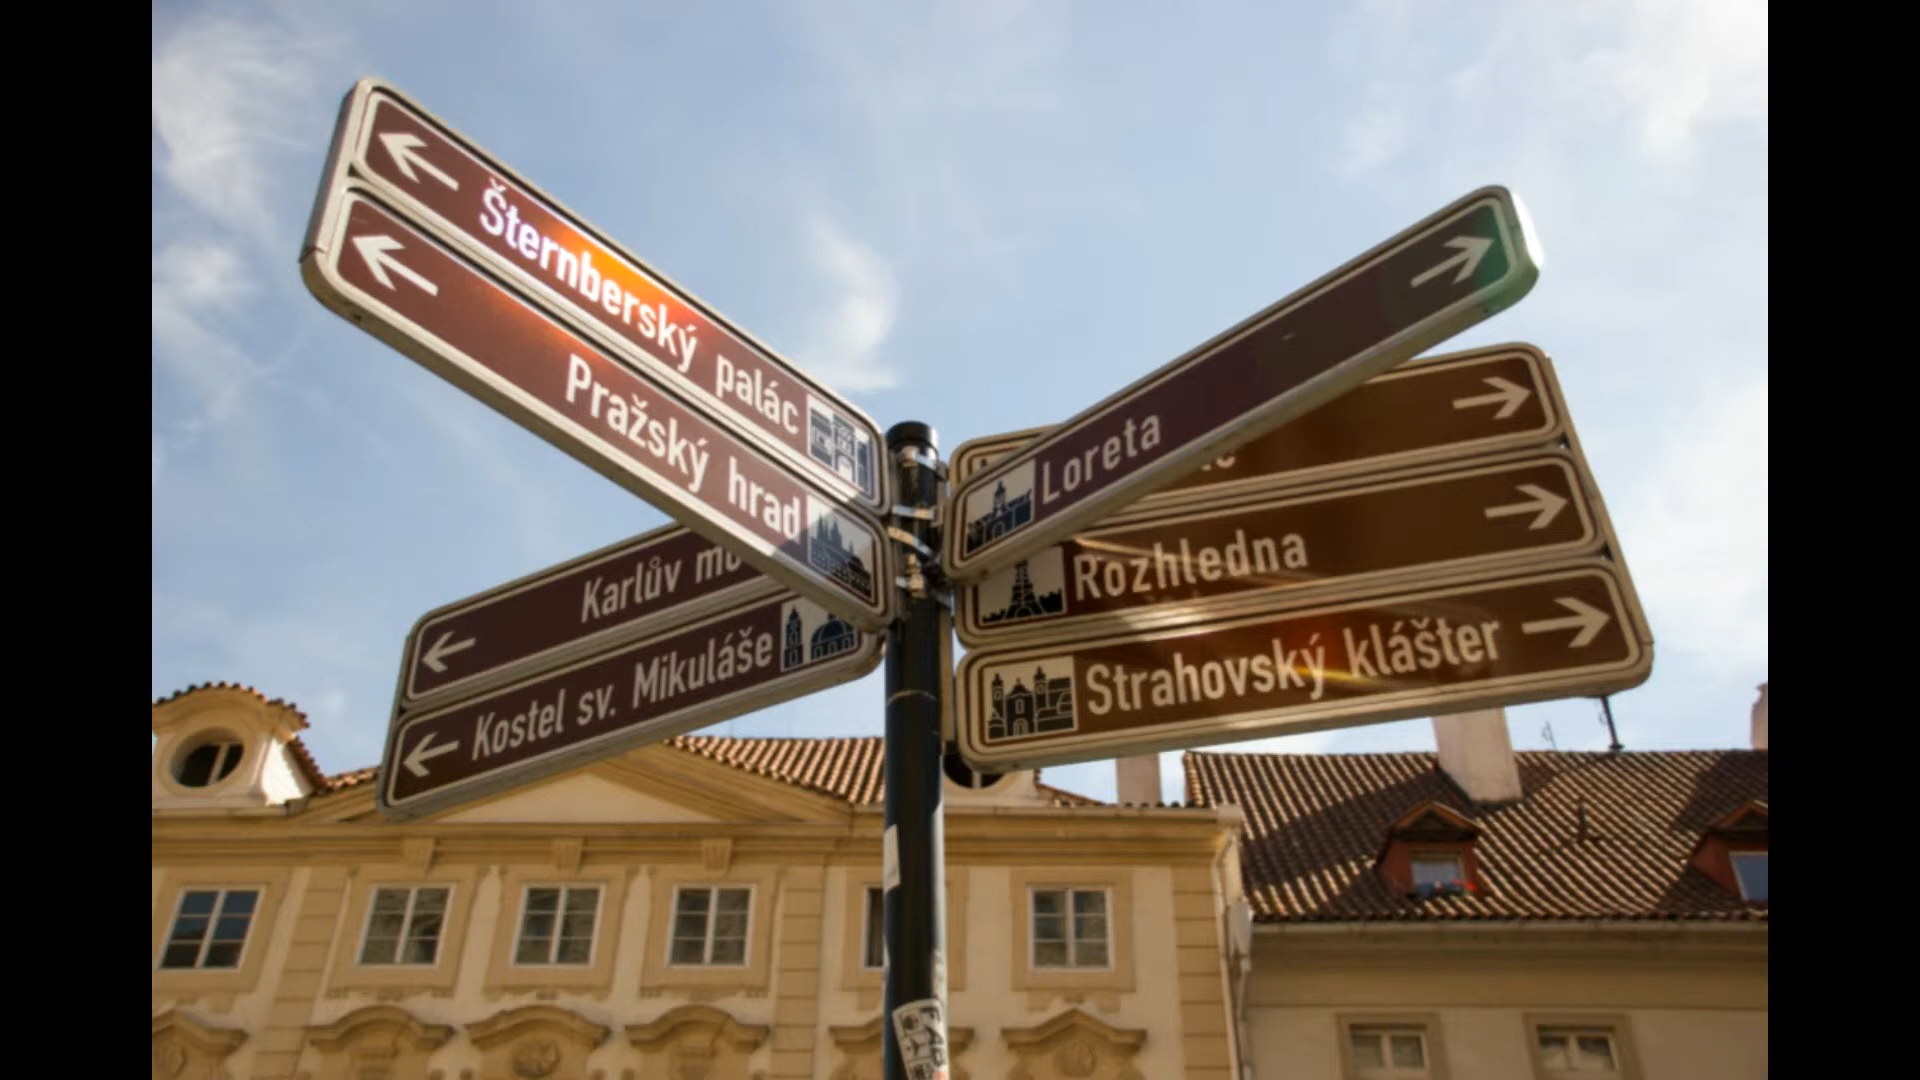 Šternberský palác
Pražský hrad
Karlův
Kostel sv. Mikuláše
Loreta
Rozhledna
Strahovský klášter